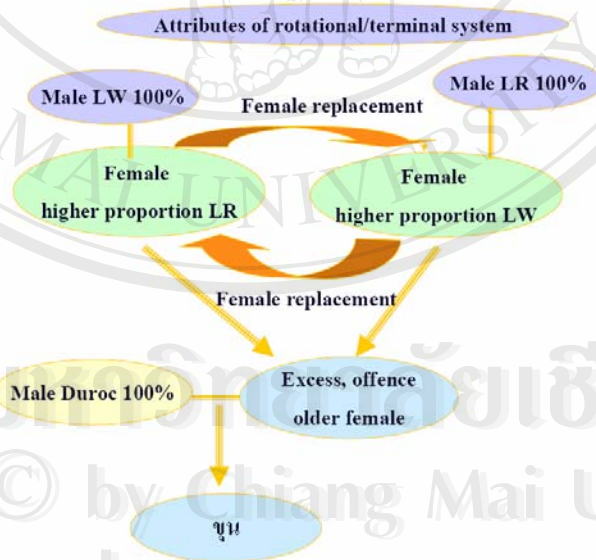 Attributes of rotational/terminal system
Male LW 100%
Male LR 100%
Female replacement
Female
higher proportion LR
Female
higher proportion LW
Female replacement
Male Duroc 100%
Excess, offence
older female
ขุน
© by Chiang Mai U